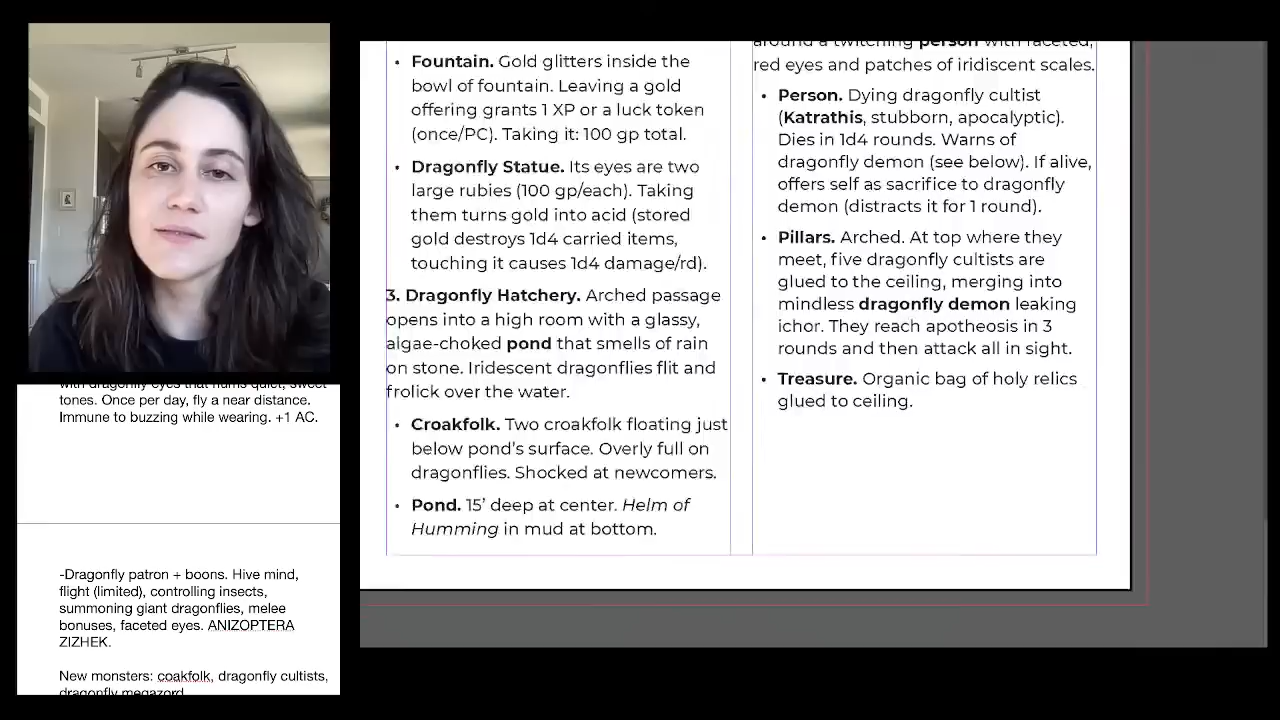 with dragonfly eyes that hums quiet, sweet
tones. Once per day, fly a near distance.
Immune to buzzing while wearing. +1 AC.
-Dragonfly patron + boons. Hive mind,
flight (limited), controlling insects,
summoning giant dragonflies, melee
bonuses, faceted eyes. ANIZOPTERA
ZIZHEK.
New monsters: coakfolk, dragonfly cultists,
dragonfly megazord
• Fountain. Gold glitters inside the
bowl of fountain. Leaving a gold
offering grants 1 XP or a luck token
(once/PC). Taking it: 100 gp total.
• Dragonfly Statue. Its eyes are two
large rubies (100 gp/each). Taking
them turns gold into acid (stored
gold destroys 1d4 carried items,
touching it causes 1d4 damage/rd).
3. Dragonfly Hatchery. Arched passage
opens into a high room with a glassy,
algae-choked pond that smells of rain
on stone. Iridescent dragonflies flit and
frolick over the water.
• Croakfolk. Two croakfolk floating just
below pond's surface. Overly full on
dragonflies. Shocked at newcomers.
• Pond. 15’ deep at center. Helm of
Humming in mud at bottom.
around a twitching person with faceted,
red eyes and patches of iridiscent scales.
• Person. Dying dragonfly cultist
(Katrathis, stubborn, apocalyptic).
Dies in 1d4 rounds. Warns of
dragonfly demon (see below). If alive,
offers self as sacrifice to dragonfly
demon (distracts it for 1 round).
• Pillars. Arched. At top where they
meet, five dragonfly cultists are
glued to the ceiling, merging into
mindless dragonfly demon leaking
ichor. They reach apotheosis in 3
rounds and then attack all in sight.
• Treasure. Organic bag of holy relics
glued to ceiling.